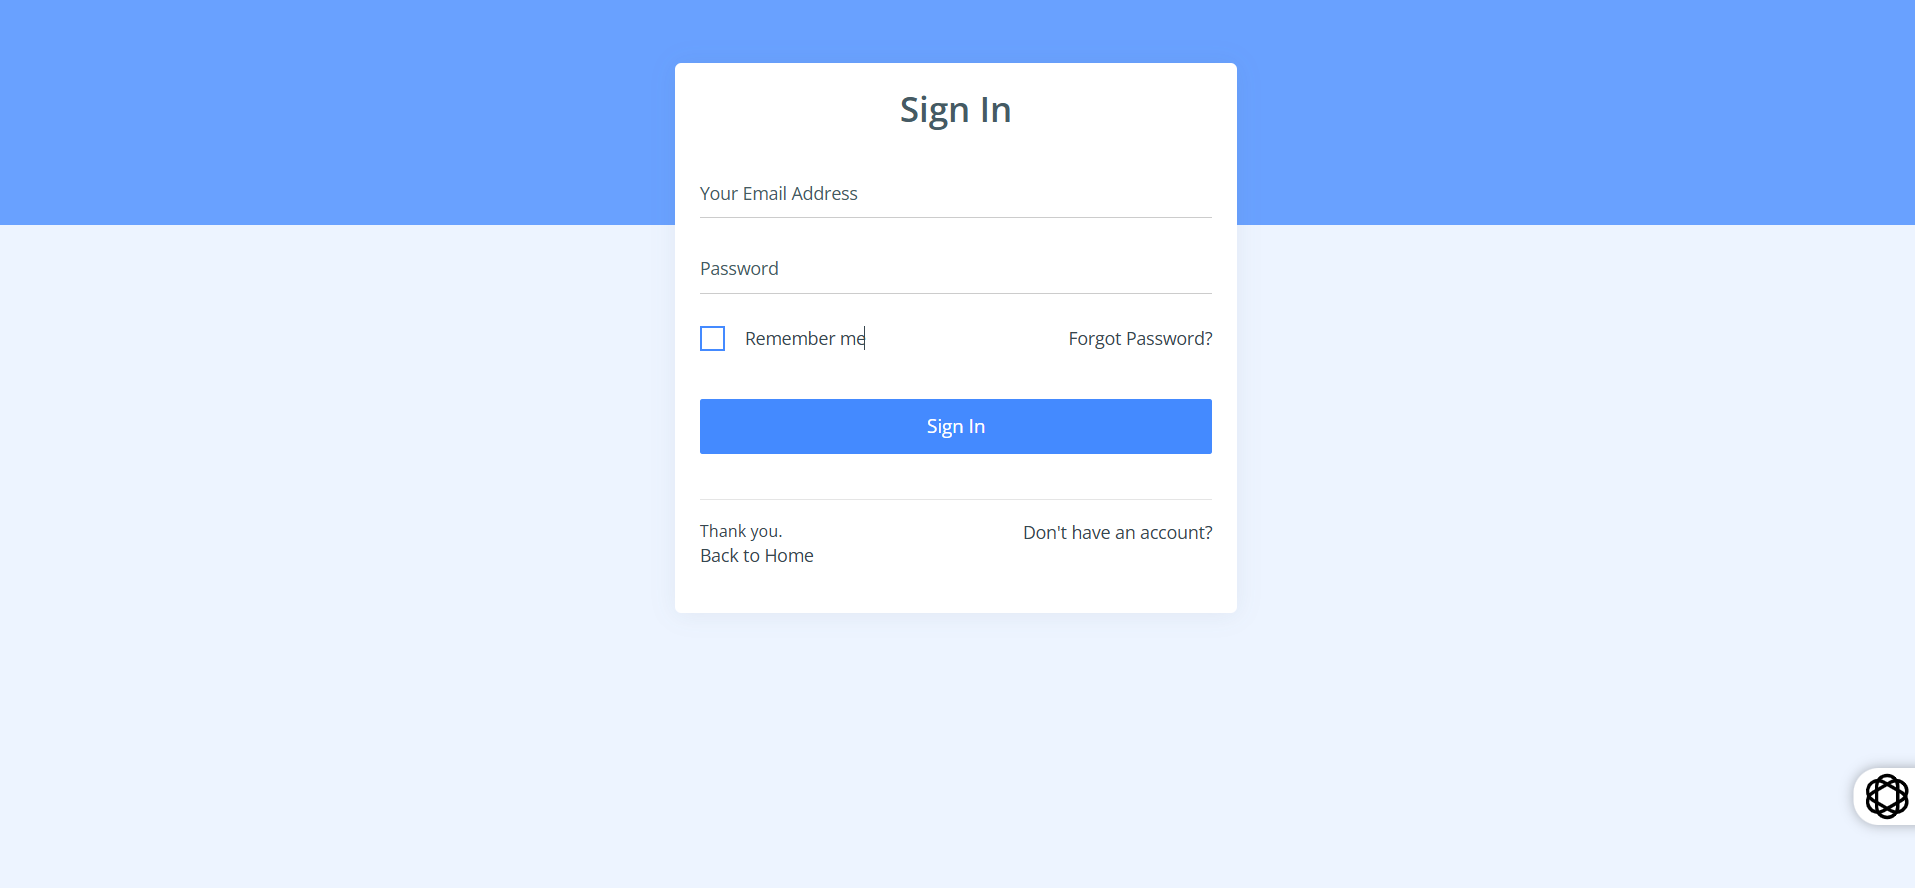 Sign In
Your Email Address
Password
Remember me
Forgot Password?
Sign In
Thank you.
Don't have an account?
Back to Home